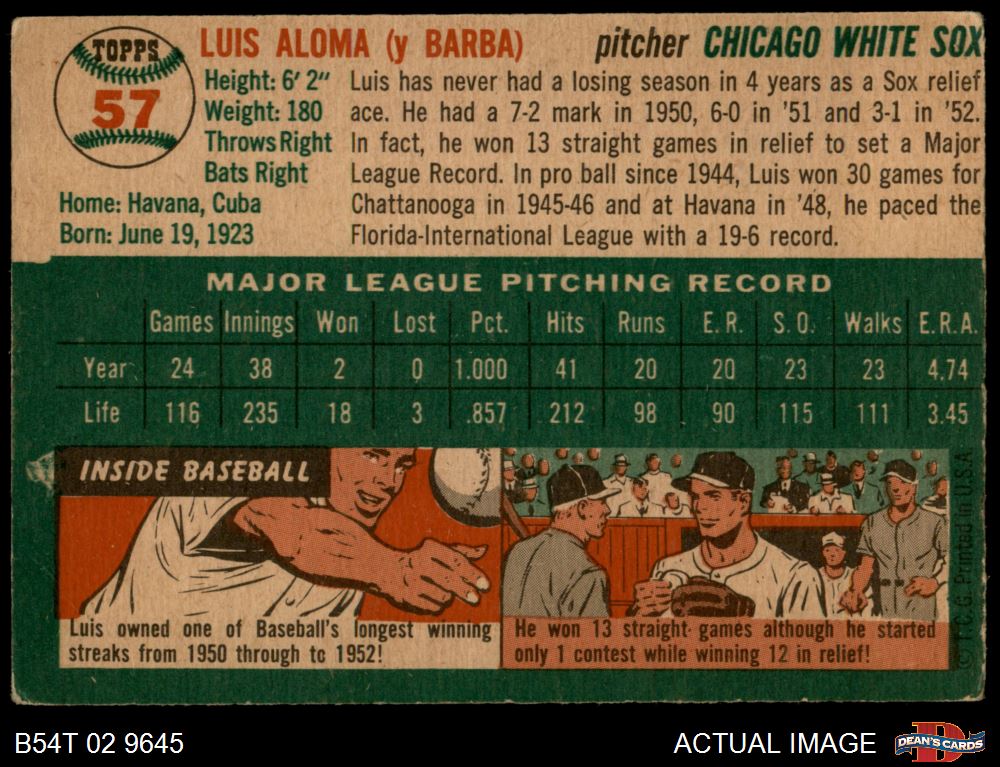 TOPPS
57
LUIS ALOMA (y BARBA) pitcher CHICAGO WHITE SOX
Height: 6' 2"
Weight: 180
Throws Right
Bats Right
Home: Havana, Cuba
Born: June 19, 1923
Luis has never had a losing season in 4 years as a Sox relief
ace. He had a 7-2 mark in 1950, 6-0 in '51 and 3-1 in '52.
In fact, he won 13 straight games in relief to set a Major
League Record. In pro ball since 1944, Luis won 30 games for
Chattanooga in 1945-46 and at Havana in '48, he paced the
Florida-International League with a 19-6 record.
MAJOR LEAGUE PITCHING RECORD
Games Innings Won Lost Pct. Hits Runs E.R. S.O. Walks E.R.A.
Year 24 38 2 0 1.000 41 20 20 23 23 4.74
Life 116 235 18 3 .857 212 98 90 115 111 3.45
INSIDE BASEBALL
Luis owned one of Baseball's longest winning
streaks from 1950 through to 1952!
He won 13 straight games although he started
only 1 contest while winning 12 in relief!
© T.C.G. Printed in U.S.A.
B54T 02 9645
ACTUAL IMAGE
D
DEAN'S CARDS